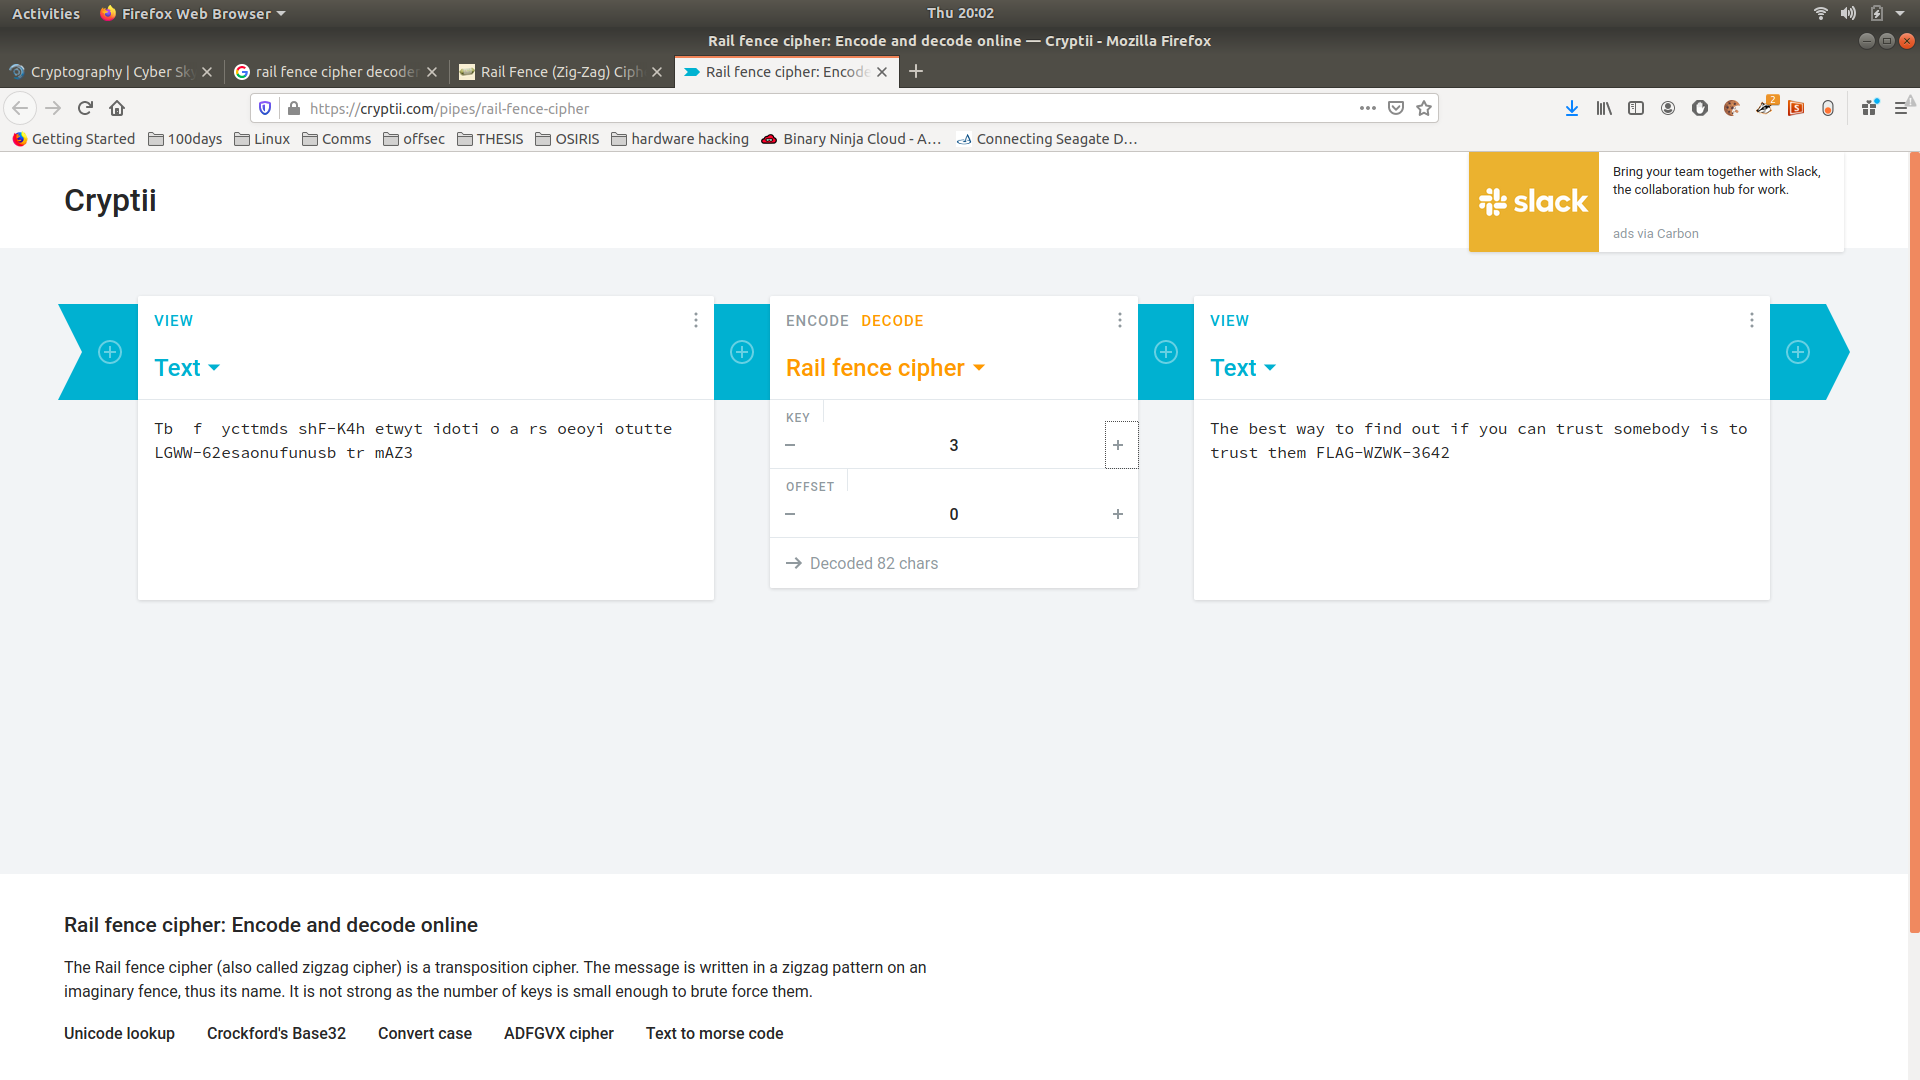 Activities
Firefox Web Browser
Thu 20:02
Rail fence cipher: Encode and decode online — Cryptii - Mozilla Firefox
Cryptography | Cyber Sk
rail fence cipher decoder
Rail Fence (Zig-Zag) Ciph
Rail fence cipher: Encode
https://cryptii.com/pipes/rail-fence-cipher
2
Getting Started
100days
Linux
Comms
offsec
THESIS
OSIRIS
hardware hacking
Binary Ninja Cloud - A…
Connecting Seagate D…
Cryptii
slack
Bring your team together with Slack,
the collaboration hub for work.
ads via Carbon
VIEW
Text
Tb  f  ycttmds shF-K4h etwyt idoti o a rs oeoyi otutte
LGWW-62esaonufunusb tr mAZ3
ENCODE DECODE
Rail fence cipher
KEY
− 3 +
OFFSET
− 0 +
→ Decoded 82 chars
VIEW
Text
The best way to find out if you can trust somebody is to
trust them FLAG-WZWK-3642
Rail fence cipher: Encode and decode online
The Rail fence cipher (also called zigzag cipher) is a transposition cipher. The message is written in a zigzag pattern on an
imaginary fence, thus its name. It is not strong as the number of keys is small enough to brute force them.
Unicode lookup Crockford's Base32 Convert case ADFGVX cipher Text to morse code